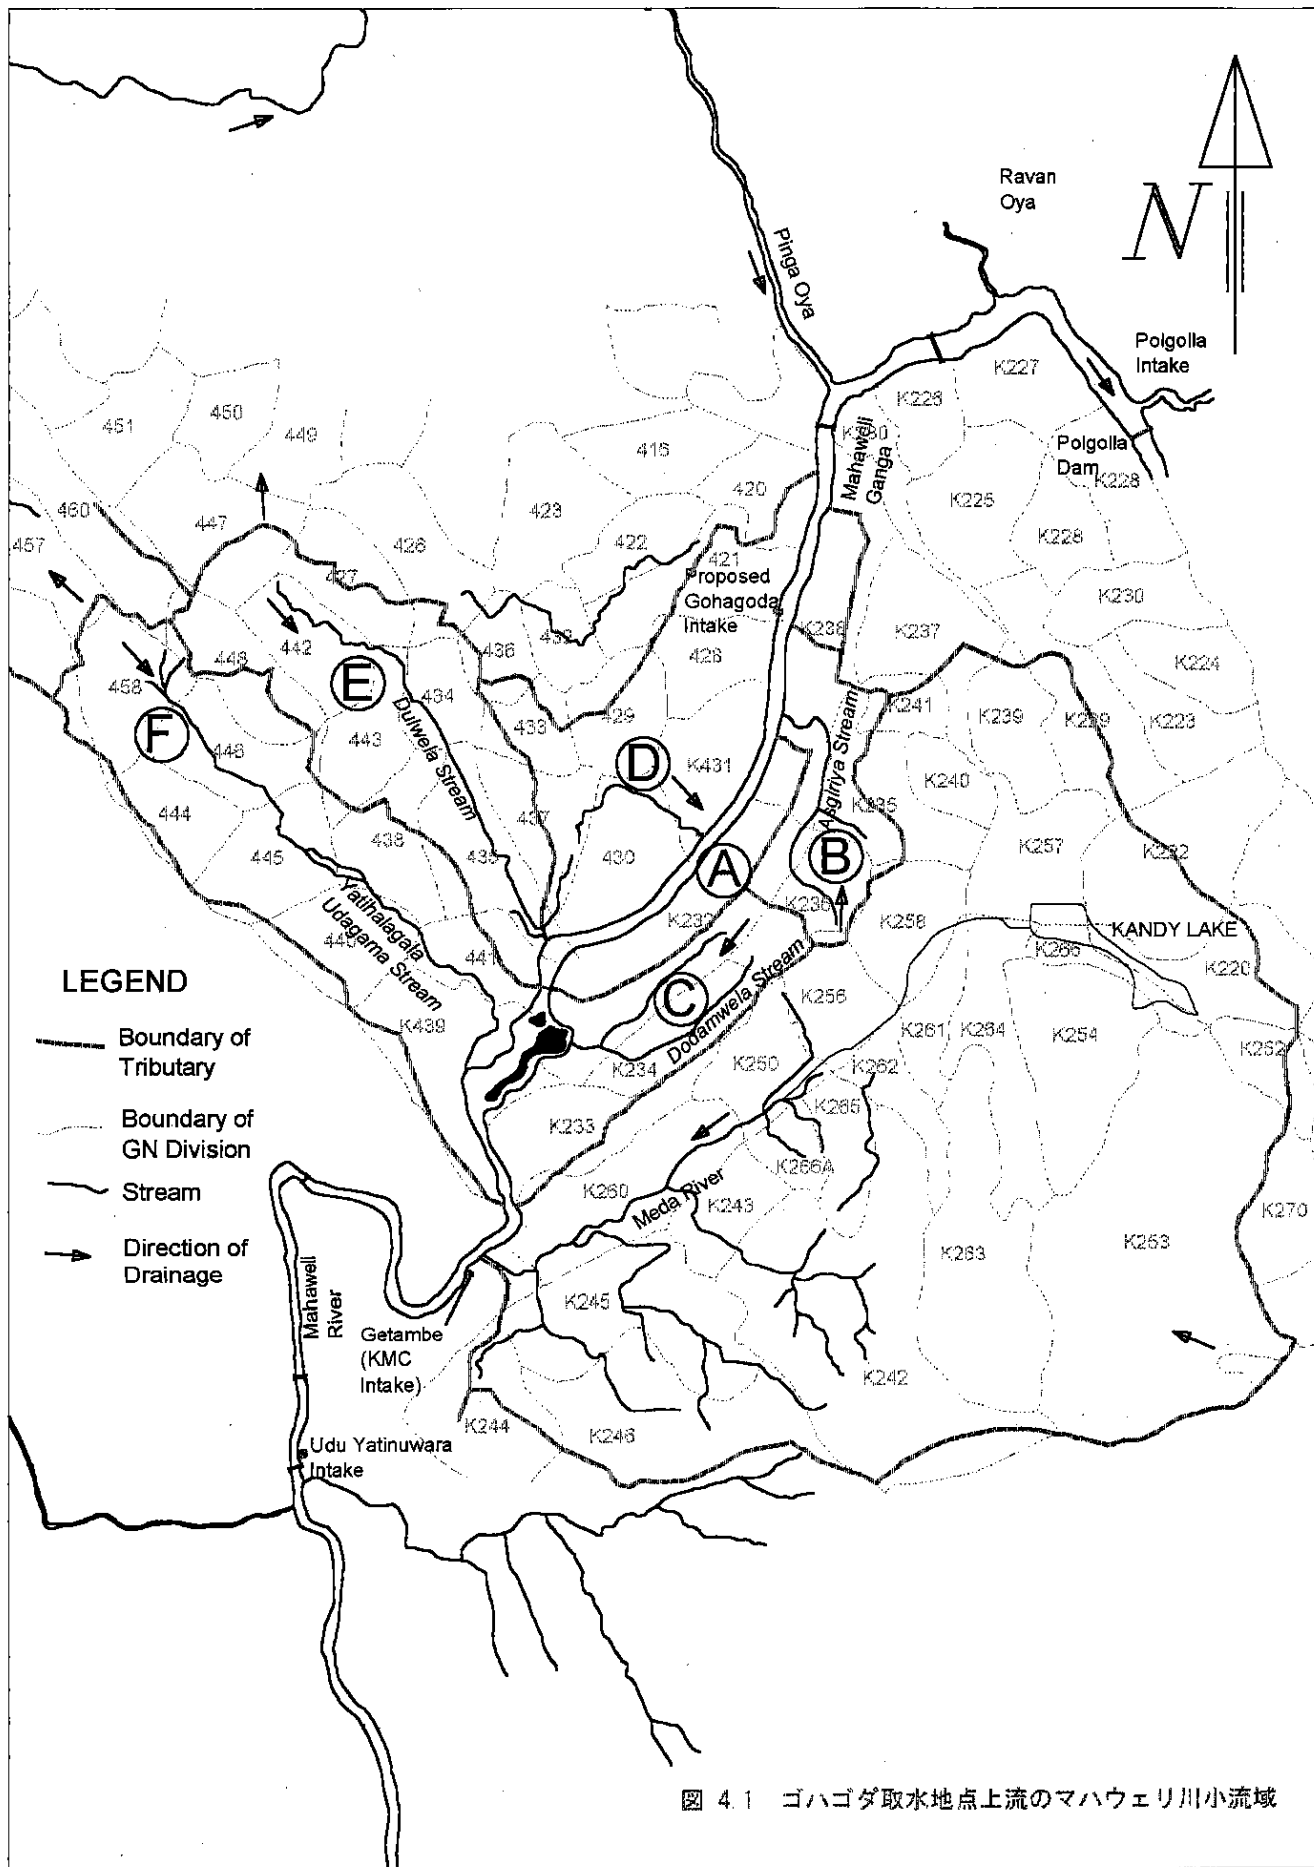 Ravan
Oya
N
Pinga Oya
Polgolla
Intake
K227
K226
451
450
449
415
K230
Mahaweli
Ganga
Polgolla
Dam
K228
420
K225
460
447
426
423
422
421
K228
457
427
Proposed
Gohagoda
Intake
K230
442
448
436
432
428
K238
K237
K224
458
E
434
433
429
K241
K239
K229
K223
F
446
443
Dullwela Stream
D
K431
Asgiriya Stream
K240
K235
444
438
437
435
430
A
B
K257
K232
445
K236
K232
K258
Yatihalagala
Udagama Stream
440
441
KANDY LAKE
K266
K220
LEGEND
C
Dodamwela Stream
K256
K439
K261
K264
K254
K262
Boundary of
Tributary
K234
K250
K262
K265
Boundary of
GN Division
K233
K266A
Stream
K260
Meda River
K243
K270
K263
K253
Direction of
Drainage
Mahaweli
River
K245
Getambe
(KMC
Intake)
K242
K244
K246
Udu Yatinuwara
Intake
図 4.1 ゴハゴダ取水地点上流のマハウェリ川小流域